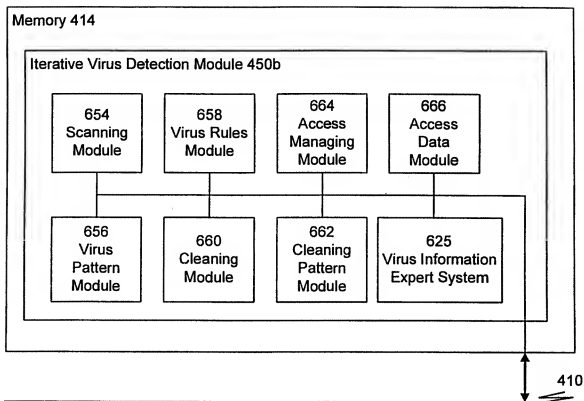 Memory 414
Iterative Virus Detection Module 450b
654
Scanning
Module
658
Virus Rules
Module
664
Access
Managing
Module
666
Access
Data
Module
656
Virus
Pattern
Module
660
Cleaning
Module
662
Cleaning
Pattern
Module
625
Virus Information
Expert System
410